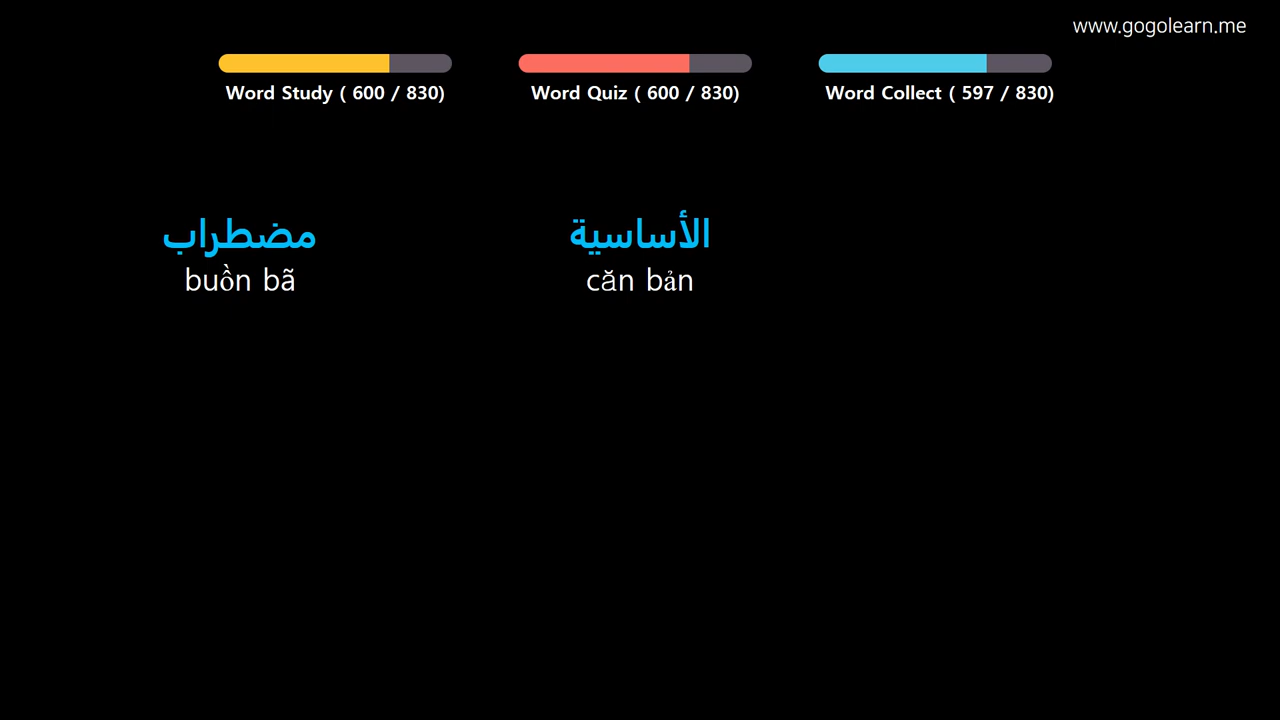 www.gogolearn.me
Word Study ( 600 / 830)
Word Quiz ( 600 / 830)
Word Collect ( 597 / 830)
مضطراب
buồn bã
الأساسية
căn bản